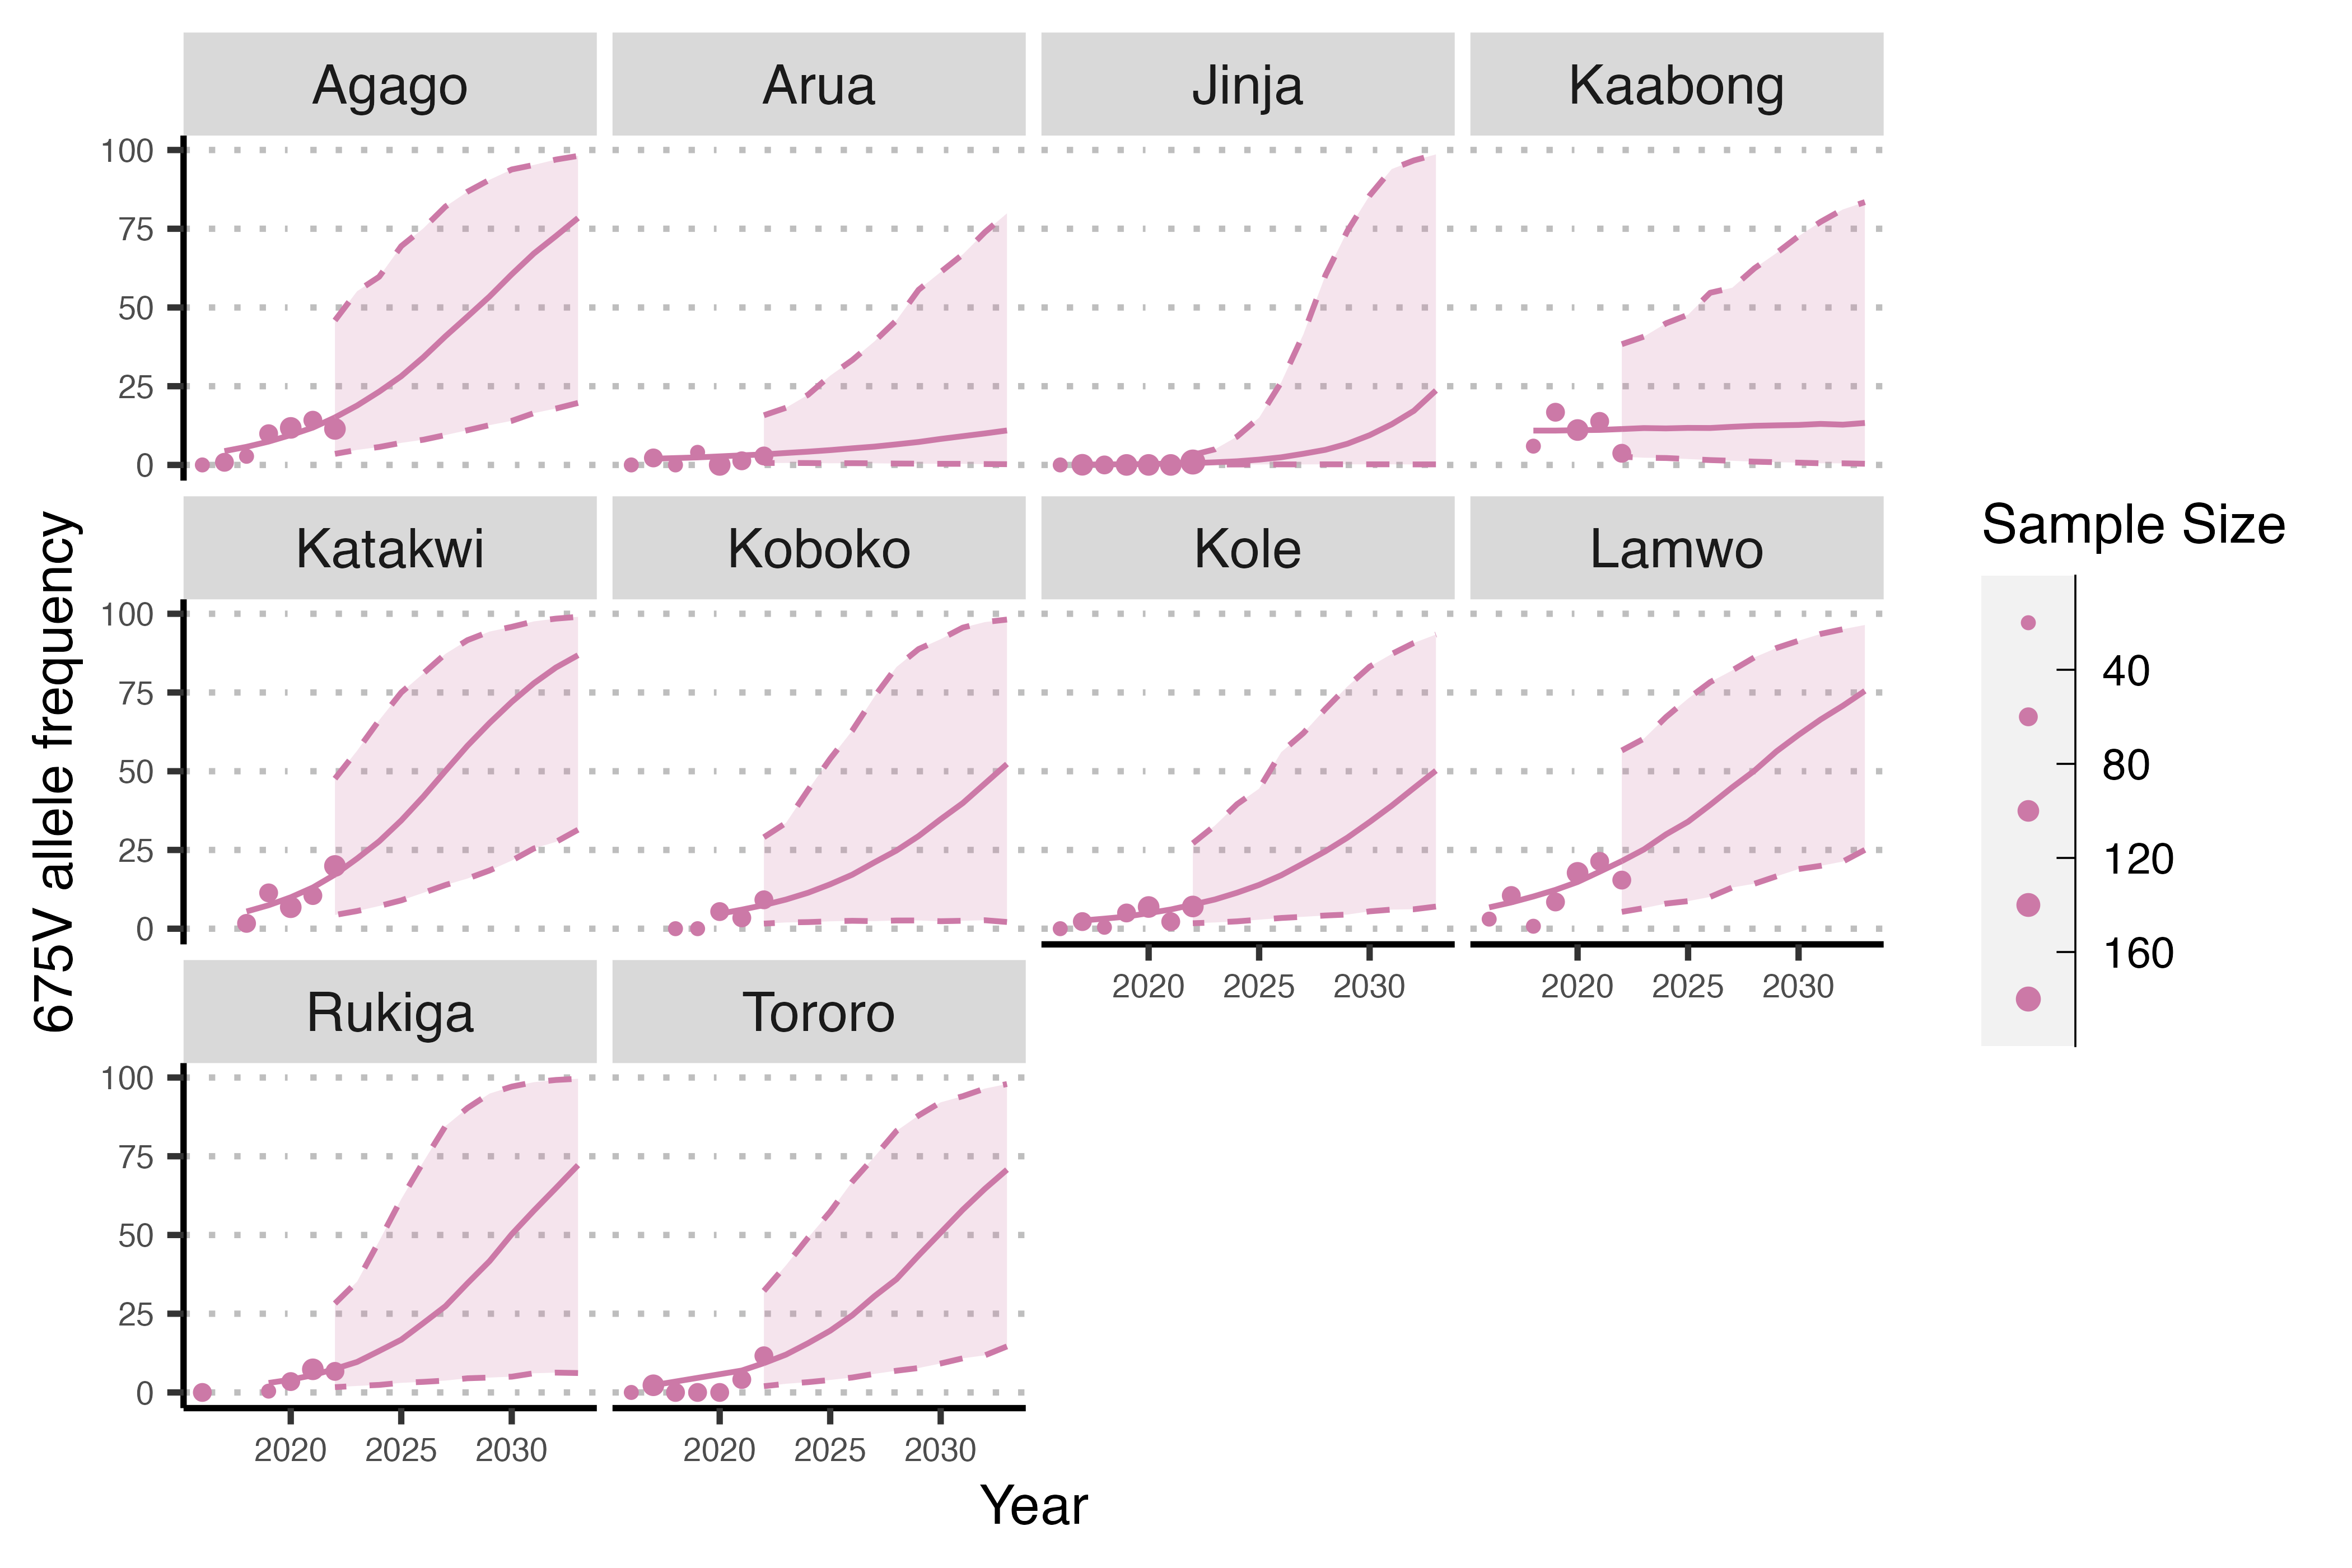 Agago Arua Jinja Kaabong
100
75
50
25
0
Katakwi Koboko Kole Lamwo
100
75
50
25
0
2020 2025 2030 2020 2025 2030
Rukiga Tororo
100
75
50
25
0
2020 2025 2030 2020 2025 2030
Year
675V allele frequency
Sample Size
40
80
120
160